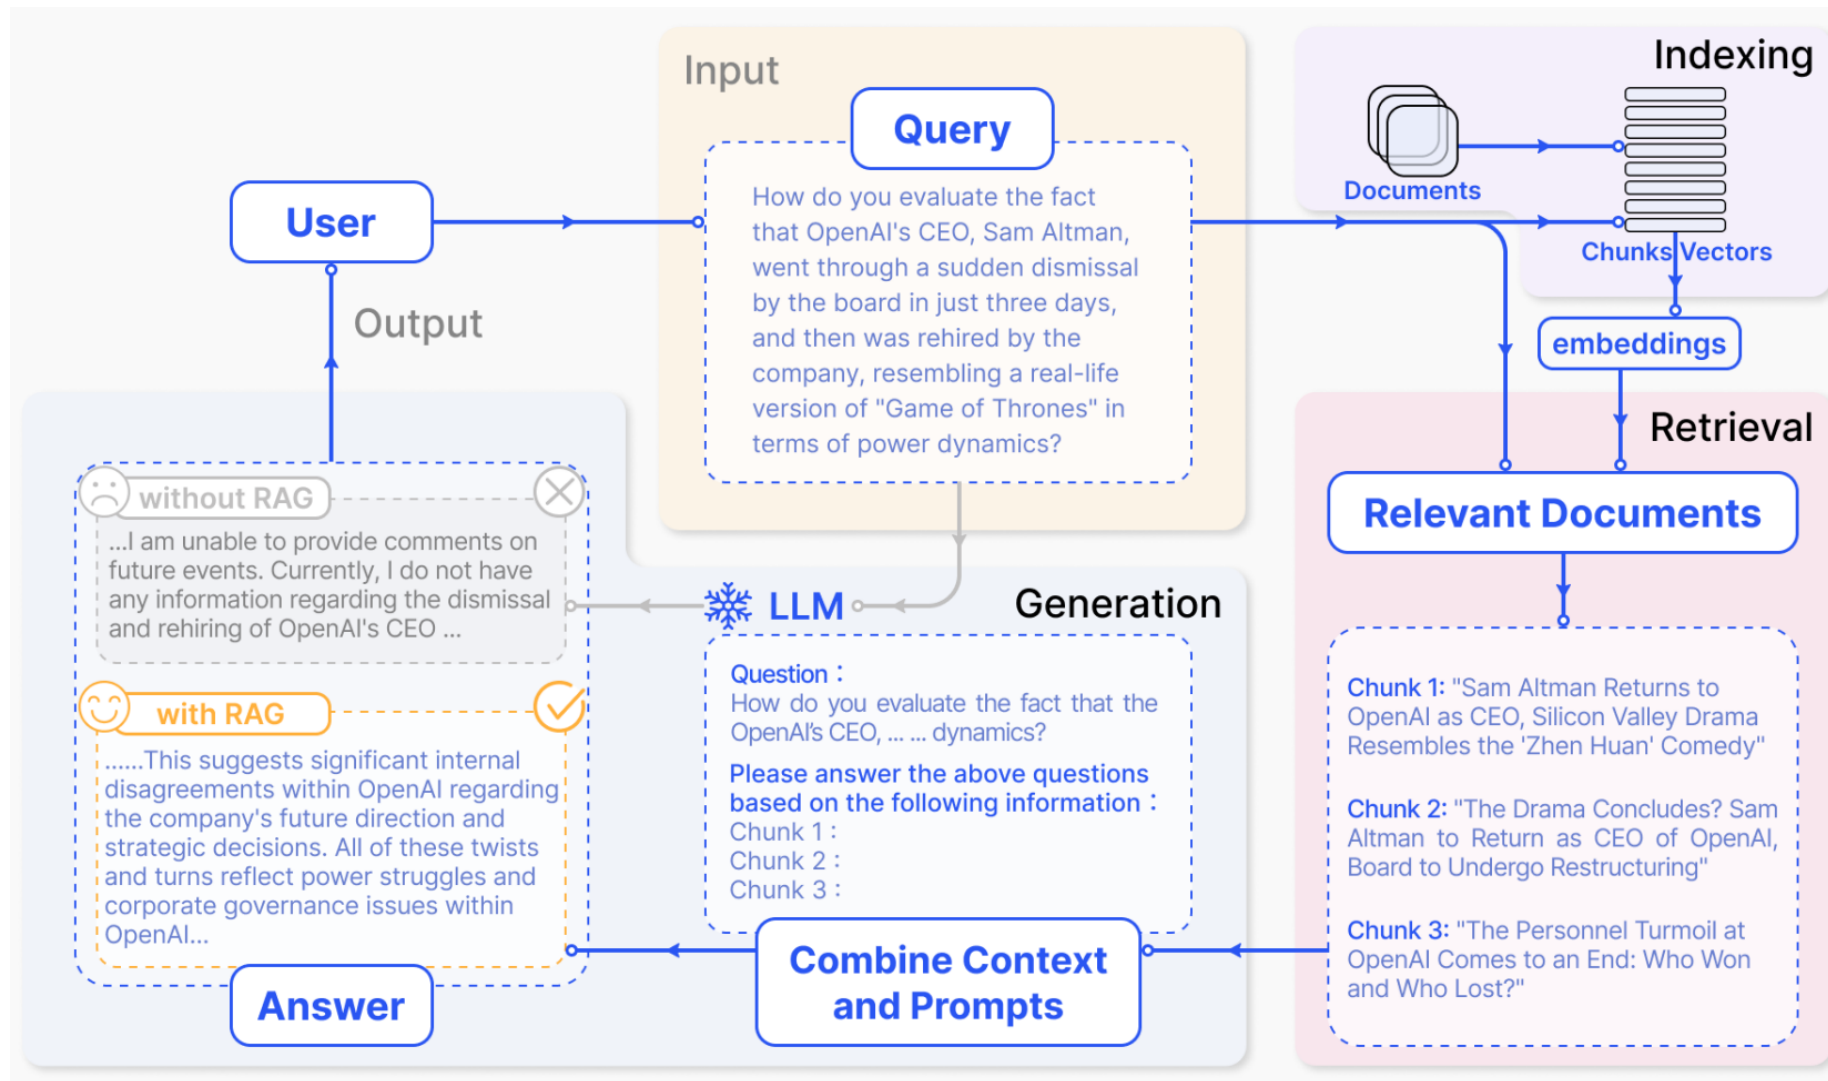 Input
Query
How do you evaluate the fact
that OpenAI's CEO, Sam Altman,
went through a sudden dismissal
by the board in just three days,
and then was rehired by the
company, resembling a real-life
version of "Game of Thrones" in
terms of power dynamics?
Indexing
Documents
Chunks Vectors
embeddings
User
Output
Retrieval
Relevant Documents
Chunk 1: "Sam Altman Returns to
OpenAI as CEO, Silicon Valley Drama
Resembles the 'Zhen Huan' Comedy"
Chunk 2: "The Drama Concludes? Sam
Altman to Return as CEO of OpenAI,
Board to Undergo Restructuring"
Chunk 3: "The Personnel Turmoil at
OpenAI Comes to an End: Who Won
and Who Lost?"
LLM
Generation
Question :
How do you evaluate the fact that the
OpenAI's CEO, ... ... dynamics?
Please answer the above questions
based on the following information :
Chunk 1 :
Chunk 2 :
Chunk 3 :
Combine Context
and Prompts
without RAG
...I am unable to provide comments on
future events. Currently, I do not have
any information regarding the dismissal
and rehiring of OpenAI's CEO ...
with RAG
......This suggests significant internal
disagreements within OpenAI regarding
the company's future direction and
strategic decisions. All of these twists
and turns reflect power struggles and
corporate governance issues within
OpenAI...
Answer